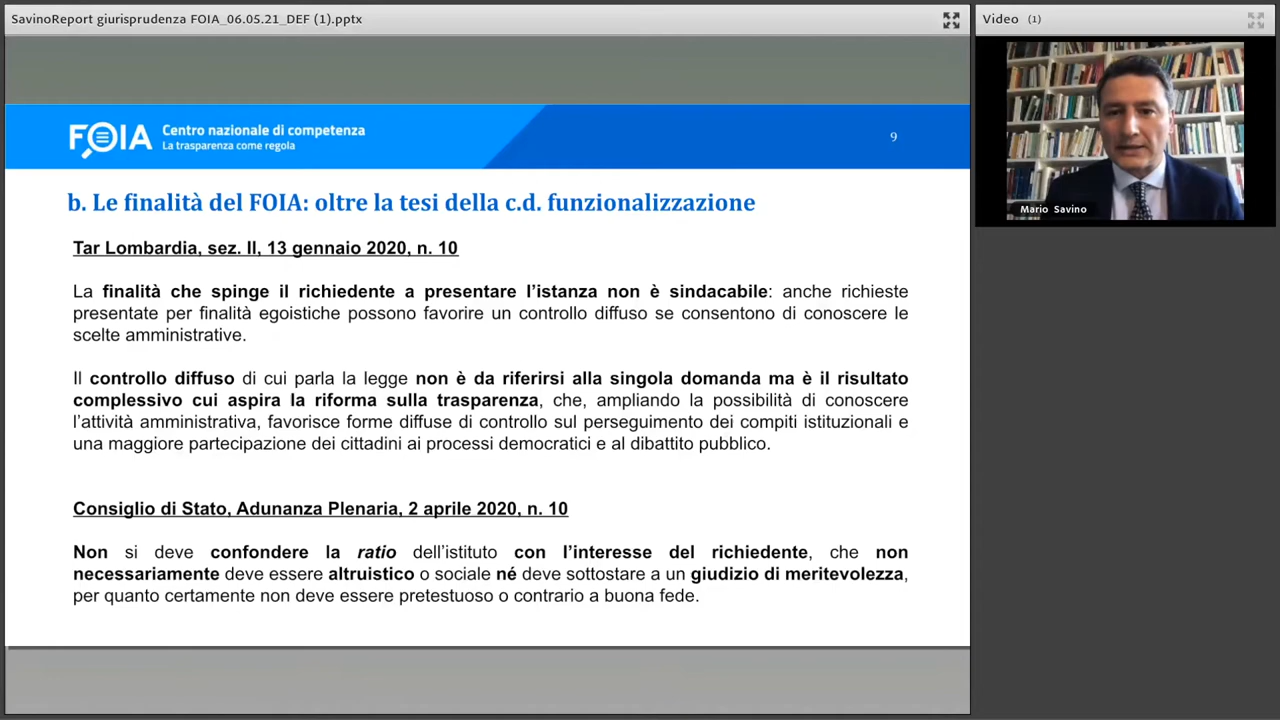 SavinoReport giurisprudenza FOIA_06.05.21_DEF (1).pptx
Video (1)
FOIA
Centro nazionale di competenza
La trasparenza come regola
9
Mario Savino
b. Le finalità del FOIA: oltre la tesi della c.d. funzionalizzazione
Tar Lombardia, sez. II, 13 gennaio 2020, n. 10
La finalità che spinge il richiedente a presentare l’istanza non è sindacabile: anche richieste
presentate per finalità egoistiche possono favorire un controllo diffuso se consentono di conoscere le
scelte amministrative.
Il controllo diffuso di cui parla la legge non è da riferirsi alla singola domanda ma è il risultato
complessivo cui aspira la riforma sulla trasparenza, che, ampliando la possibilità di conoscere
l’attività amministrativa, favorisce forme diffuse di controllo sul perseguimento dei compiti istituzionali e
una maggiore partecipazione dei cittadini ai processi democratici e al dibattito pubblico.
Consiglio di Stato, Adunanza Plenaria, 2 aprile 2020, n. 10
Non si deve confondere la ratio dell’istituto con l’interesse del richiedente, che non
necessariamente deve essere altruistico o sociale né deve sottostare a un giudizio di meritevolezza,
per quanto certamente non deve essere pretestuoso o contrario a buona fede.